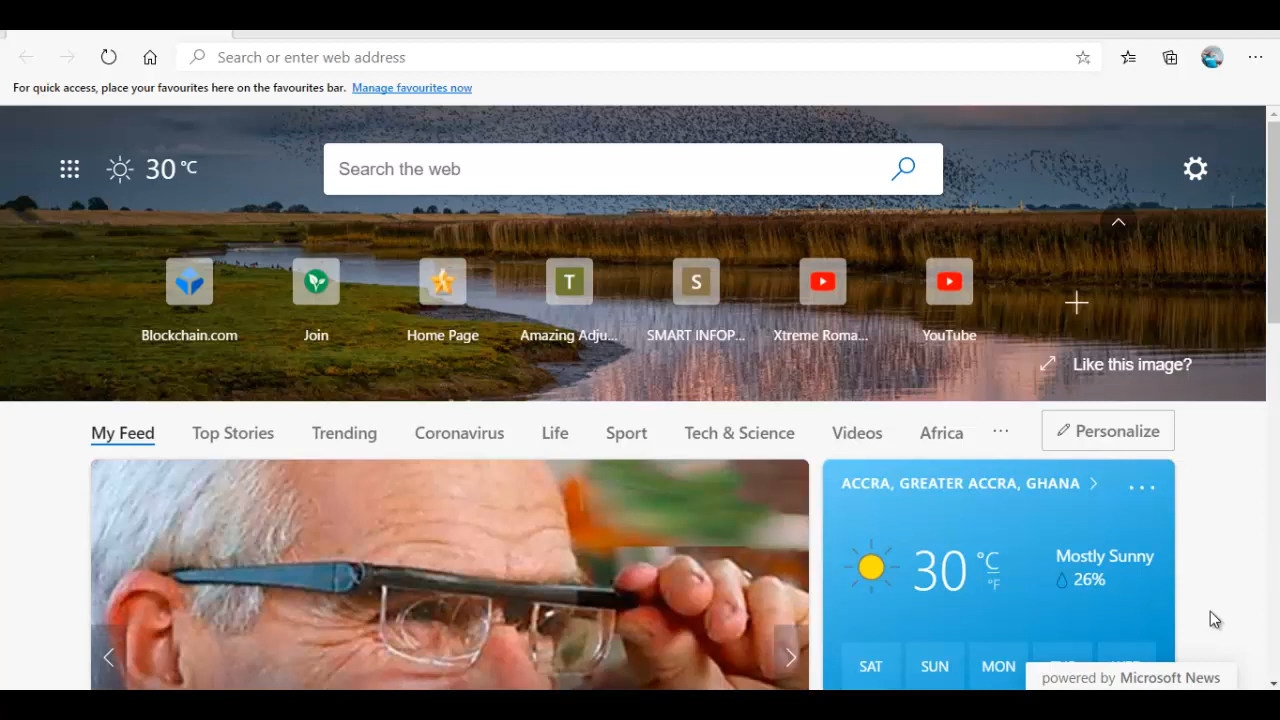 Search or enter web address
For quick access, place your favourites here on the favourites bar. Manage favourites now
30 °C
Search the web
T
S
Blockchain.com
Join
Home Page
Amazing Adju...
SMART INFOP...
Xtreme Roma...
YouTube
Like this image?
My Feed
Top Stories
Trending
Coronavirus
Life
Sport
Tech & Science
Videos
Africa
...
Personalize
ACCRA, GREATER ACCRA, GHANA
30 °C
°F
Mostly Sunny
26%
SAT
SUN
MON
powered by Microsoft News